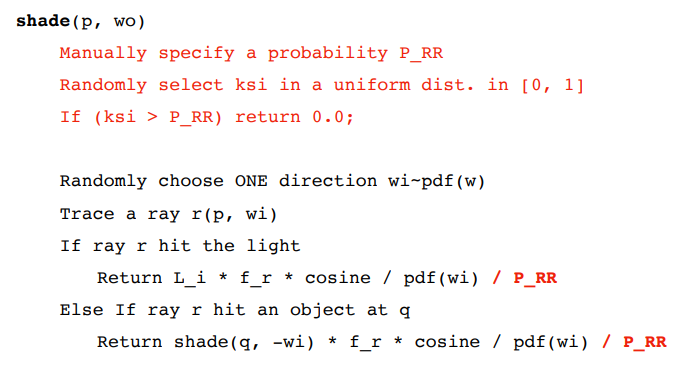 shade(p, wo)
Manually specify a probability P_RR
Randomly select ksi in a uniform dist. in [0, 1]
If (ksi > P_RR) return 0.0;
Randomly choose ONE direction wi~pdf(w)
Trace a ray r(p, wi)
If ray r hit the light
Return L_i * f_r * cosine / pdf(wi) / P_RR
Else If ray r hit an object at q
Return shade(q, -wi) * f_r * cosine / pdf(wi) / P_RR